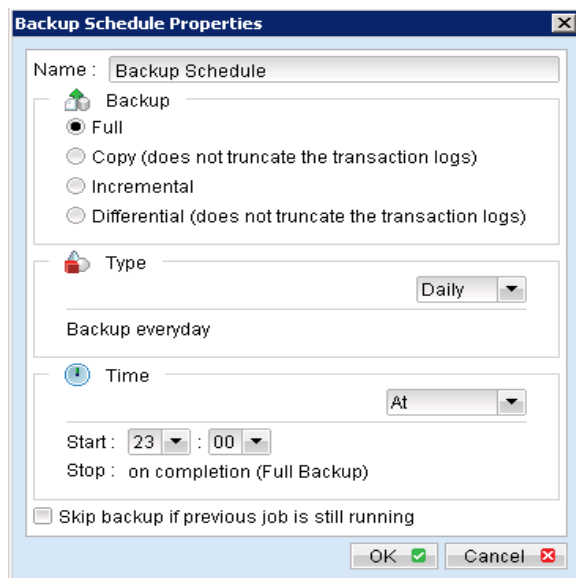 Backup Schedule Properties
Name : Backup Schedule
Backup
Full
Copy (does not truncate the transaction logs)
Incremental
Differential (does not truncate the transaction logs)
Type
Daily
Backup everyday
Time
At
Start : 23 : 00
Stop : on completion (Full Backup)
Skip backup if previous job is still running
OK Cancel